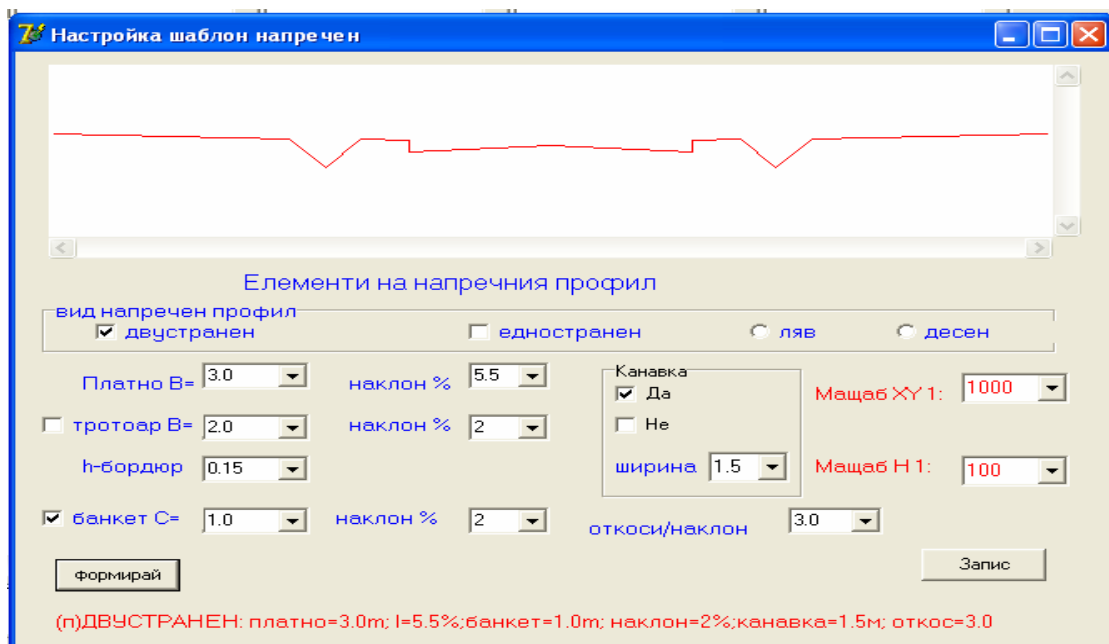 Настройка шаблон напречен
Елементи на напречния профил
вид напречен профил
двустранен едностранен ляв десен
Платно B= 3.0 наклон % 5.5 Канавка Да Мащаб XY 1: 1000
тротоар B= 2.0 наклон % 2 Не
h-бордюр 0.15 ширина 1.5 Мащаб H 1: 100
банкет C= 1.0 наклон % 2 откоси/наклон 3.0
формирай Запис
(п)ДВУСТРАНЕН: платно=3.0m; I=5.5%;банкет=1.0m; наклон=2%;канавка=1.5м; откос=3.0